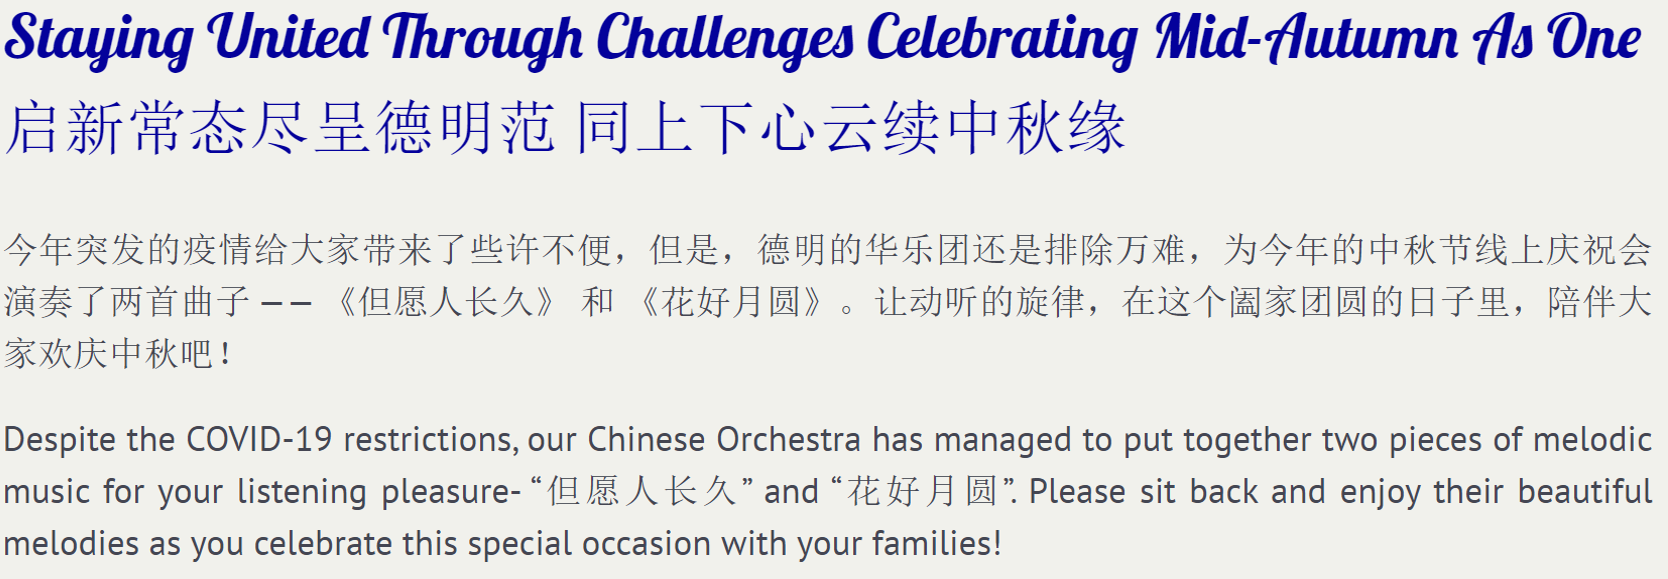 Staying United Through Challenges Celebrating Mid-Autumn As One
启新常态尽呈德明范 同上下心云续中秋缘
今年突发的疫情给大家带来了些许不便，但是，德明的华乐团还是排除万难，为今年的中秋节线上庆祝会
演奏了两首曲子 —— 《但愿人长久》 和 《花好月圆》。让动听的旋律，在这个阖家团圆的日子里，陪伴大
家欢庆中秋吧！
Despite the COVID-19 restrictions, our Chinese Orchestra has managed to put together two pieces of melodic
music for your listening pleasure- “但愿人长久” and “花好月圆”. Please sit back and enjoy their beautiful
melodies as you celebrate this special occasion with your families!